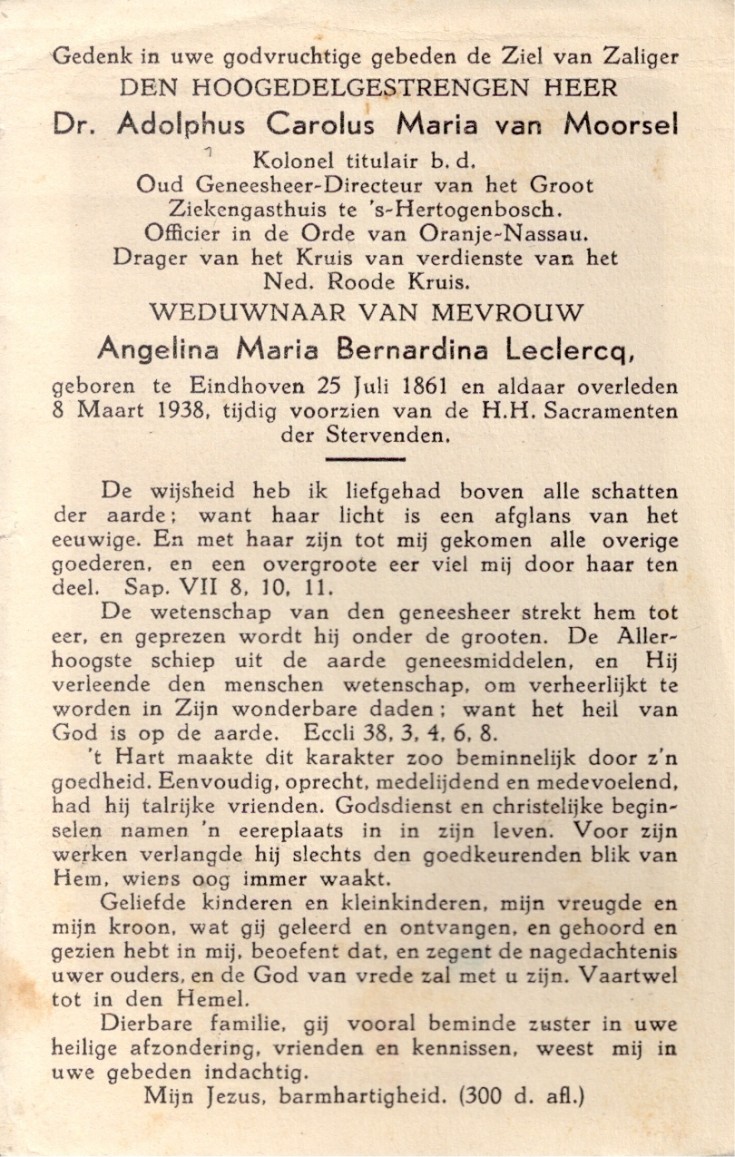 Gedenk in uwe godvruchtige gebeden de Ziel van Zaliger
DEN HOOGEDELGESTRENGEN HEER
Dr. Adolphus Carolus Maria van Moorsel
Kolonel titulair b. d.
Oud Geneesheer-Directeur van het Groot
Ziekengasthuis te 's-Hertogenbosch.
Officier in de Orde van Oranje-Nassau.
Drager van het Kruis van verdienste van het
Ned. Roode Kruis.
WEDUWNAAR VAN MEVROUW
Angelina Maria Bernardina Leclercq,
geboren te Eindhoven 25 Juli 1861 en aldaar overleden
8 Maart 1938, tijdig voorzien van de H.H. Sacramenten
der Stervenden.
De wijsheid heb ik liefgehad boven alle schatten
der aarde; want haar licht is een afglans van het
eeuwige. En met haar zijn tot mij gekomen alle overige
goederen, en een overgroote eer viel mij door haar ten
deel. Sap. VII 8, 10, 11.
De wetenschap van den geneesheer strekt hem tot
eer, en geprezen wordt hij onder de grooten. De Aller-
hoogste schiep uit de aarde geneesmiddelen, en Hij
verleende den menschen wetenschap, om verheerlijkt te
worden in Zijn wonderbare daden; want het heil van
God is op de aarde. Eccli 38, 3, 4, 6, 8.
't Hart maakte dit karakter zoo beminnelijk door z'n
goedheid. Eenvoudig, oprecht, medelijdend en medevoelend,
had hij talrijke vrienden. Godsdienst en christelijke begin-
selen namen 'n eereplaats in in zijn leven. Voor zijn
werken verlangde hij slechts den goedkeurenden blik van
Hem, wiens oog immer waakt.
Geliefde kinderen en kleinkinderen, mijn vreugde en
mijn kroon, wat gij geleerd en ontvangen, en gehoord en
gezien hebt in mij, beoefent dat, en zegent de nagedachtenis
uwer ouders, en de God van vrede zal met u zijn. Vaartwel
tot in den Hemel.
Dierbare familie, gij vooral beminde zuster in uwe
heilige afzondering, vrienden en kennissen, weest mij in
uwe gebeden indachtig.
Mijn Jezus, barmhartigheid. (300 d. afl.)